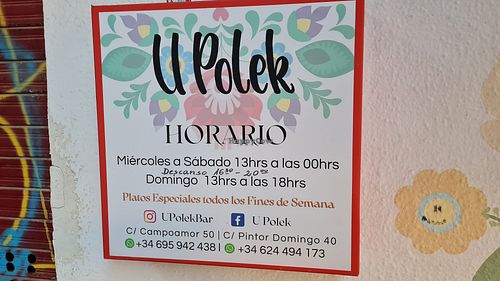 U Polek
HORARIO
Miércoles a Sábado 13hrs a las 00hrs
Descanso 16³⁰ - 20⁰⁰
Domingo 13hrs a las 18hrs
Platos Especiales todos los Fines de Semana
UPolekBar U Polek
C/ Campoamor 50 | C/ Pintor Domingo 40
+34 695 942 438 | +34 624 494 173